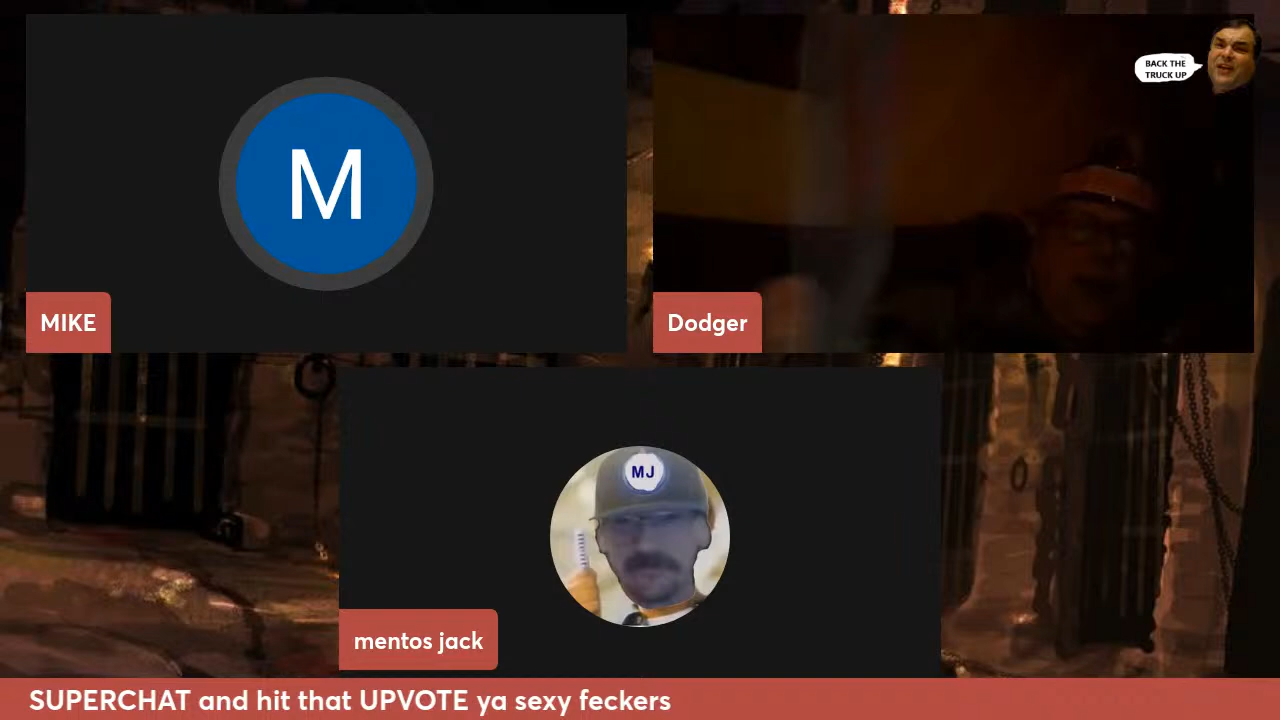 M
BACK THE
TRUCK UP
MIKE
Dodger
MJ
mentos jack
SUPERCHAT and hit that UPVOTE ya sexy feckers